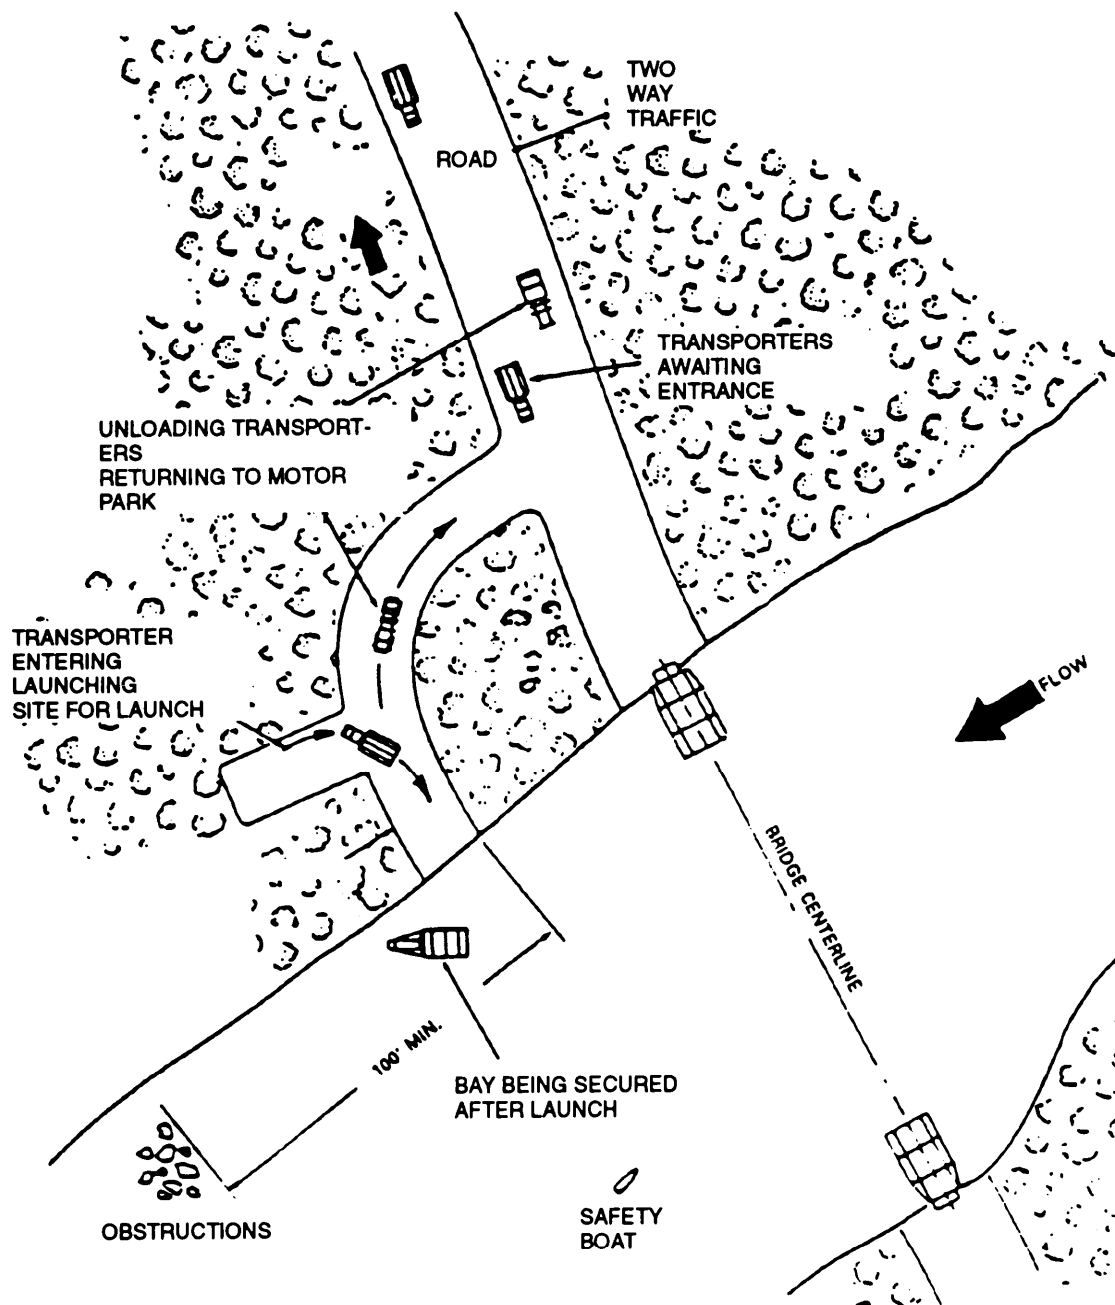 TWO
WAY
TRAFFIC
ROAD
TRANSPORTERS
AWAITING
ENTRANCE
UNLOADING TRANSPORT-
ERS
RETURNING TO MOTOR
PARK
TRANSPORTER
ENTERING
LAUNCHING
SITE FOR LAUNCH
FLOW
BRIDGE CENTERLINE
100' MIN.
BAY BEING SECURED
AFTER LAUNCH
OBSTRUCTIONS
SAFETY
BOAT